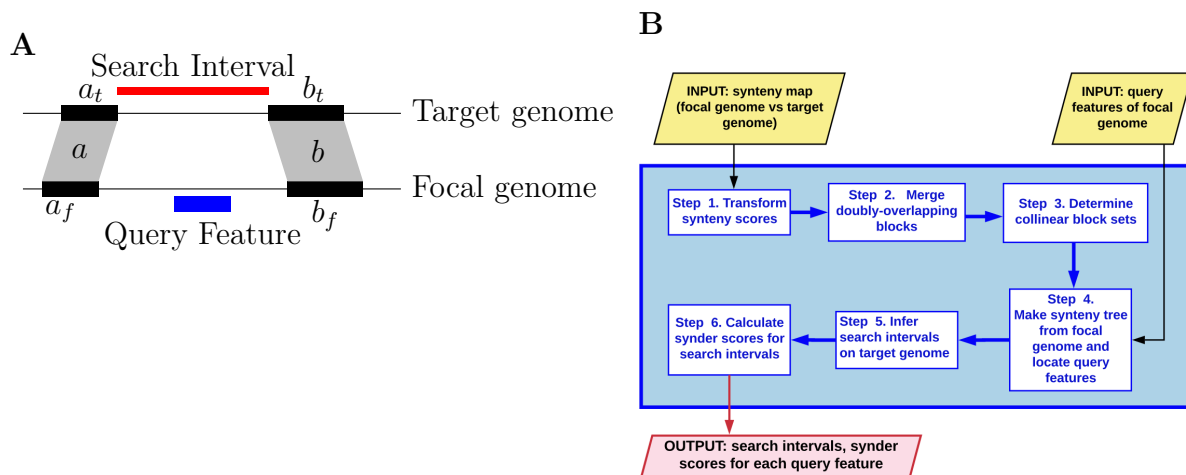 A
Search Interval
a_t
b_t
Target genome
a
b
Focal genome
a_f
b_f
Query Feature
B
INPUT: synteny map
(focal genome vs target
genome)
INPUT: query
features of focal
genome
Step 1. Transform
synteny scores
Step 2. Merge
doubly-overlapping
blocks
Step 3. Determine
collinear block sets
Step 4.
Make synteny tree
from focal
genome and
locate query
features
Step 5. Infer
search intervals
on target genome
Step 6. Calculate
synder scores for
search intervals
OUTPUT: search intervals, synder
scores for each query feature